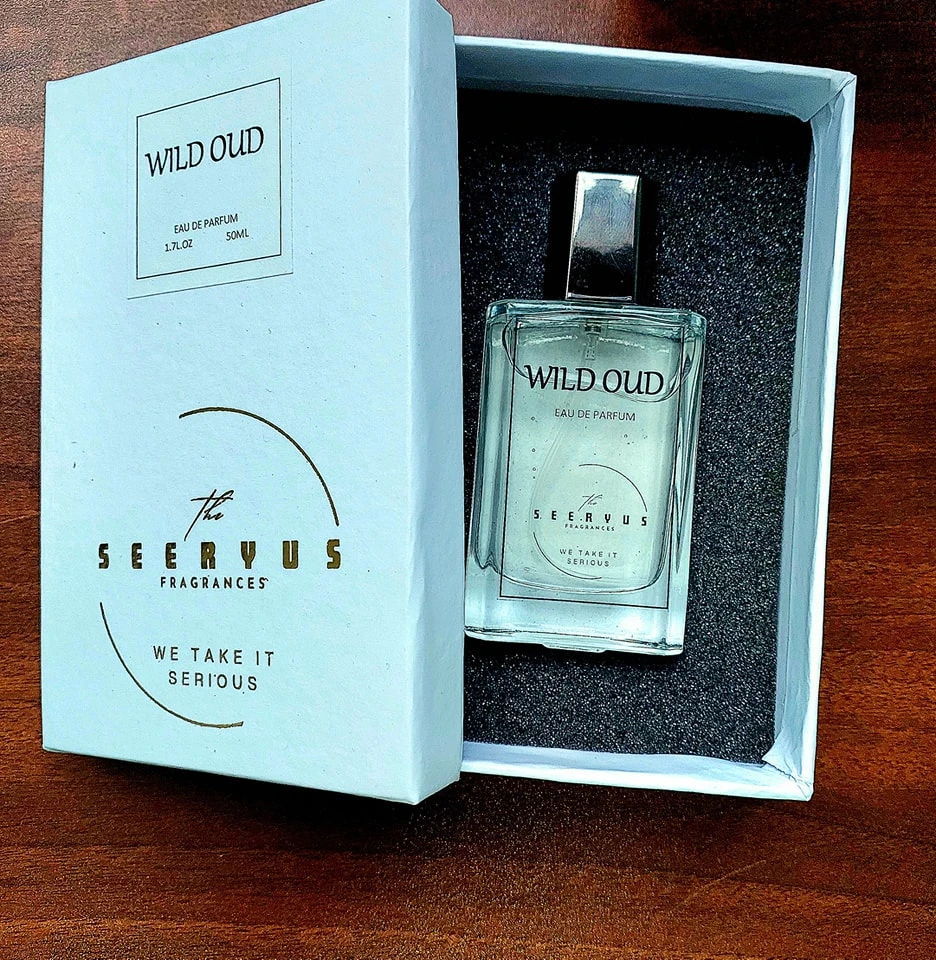 WILD OUD
EAU DE PARFUM
1.7L.OZ 50ML
The
SEERYUS
FRAGRANCES
WE TAKE IT
SERIOUS
WILD OUD
EAU DE PARFUM
The
SEERYUS
FRAGRANCES
WE TAKE IT
SERIOUS